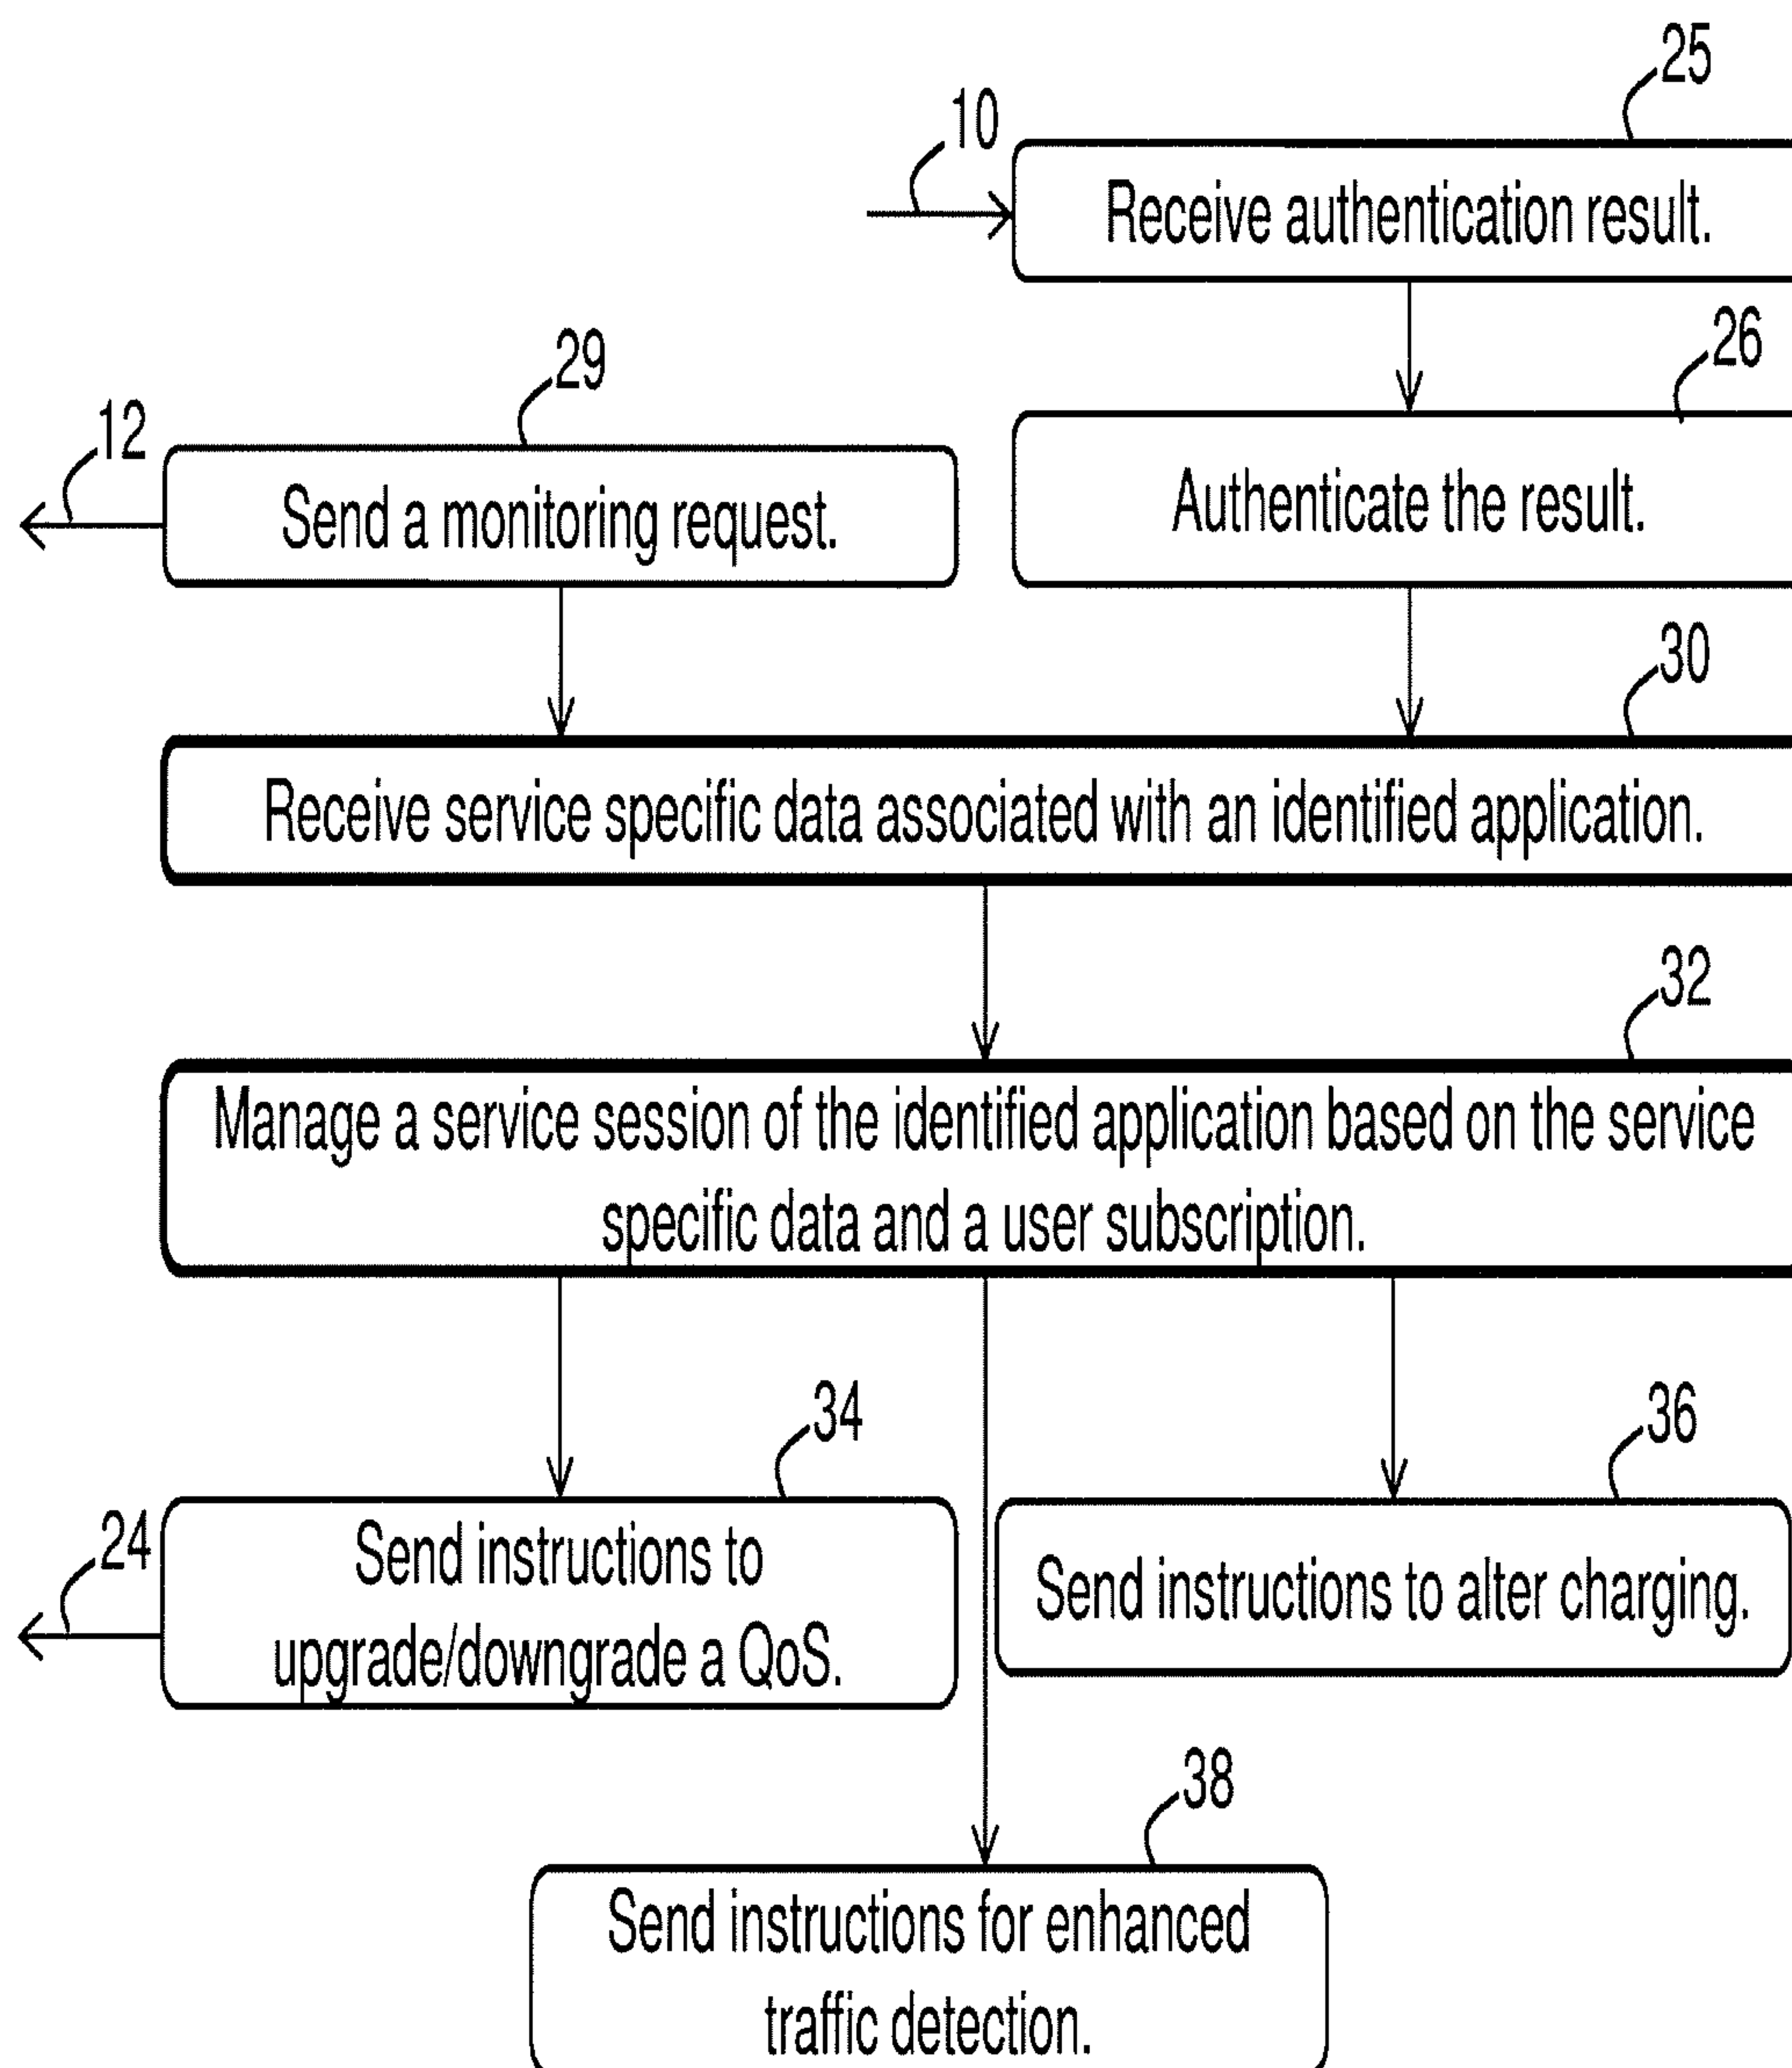 25
10
Receive authentication result.
26
29
12
Send a monitoring request.
Authenticate the result.
30
Receive service specific data associated with an identified application.
32
Manage a service session of the identified application based on the service
specific data and a user subscription.
34
36
24
Send instructions to
upgrade/downgrade a QoS.
Send instructions to alter charging.
38
Send instructions for enhanced
traffic detection.